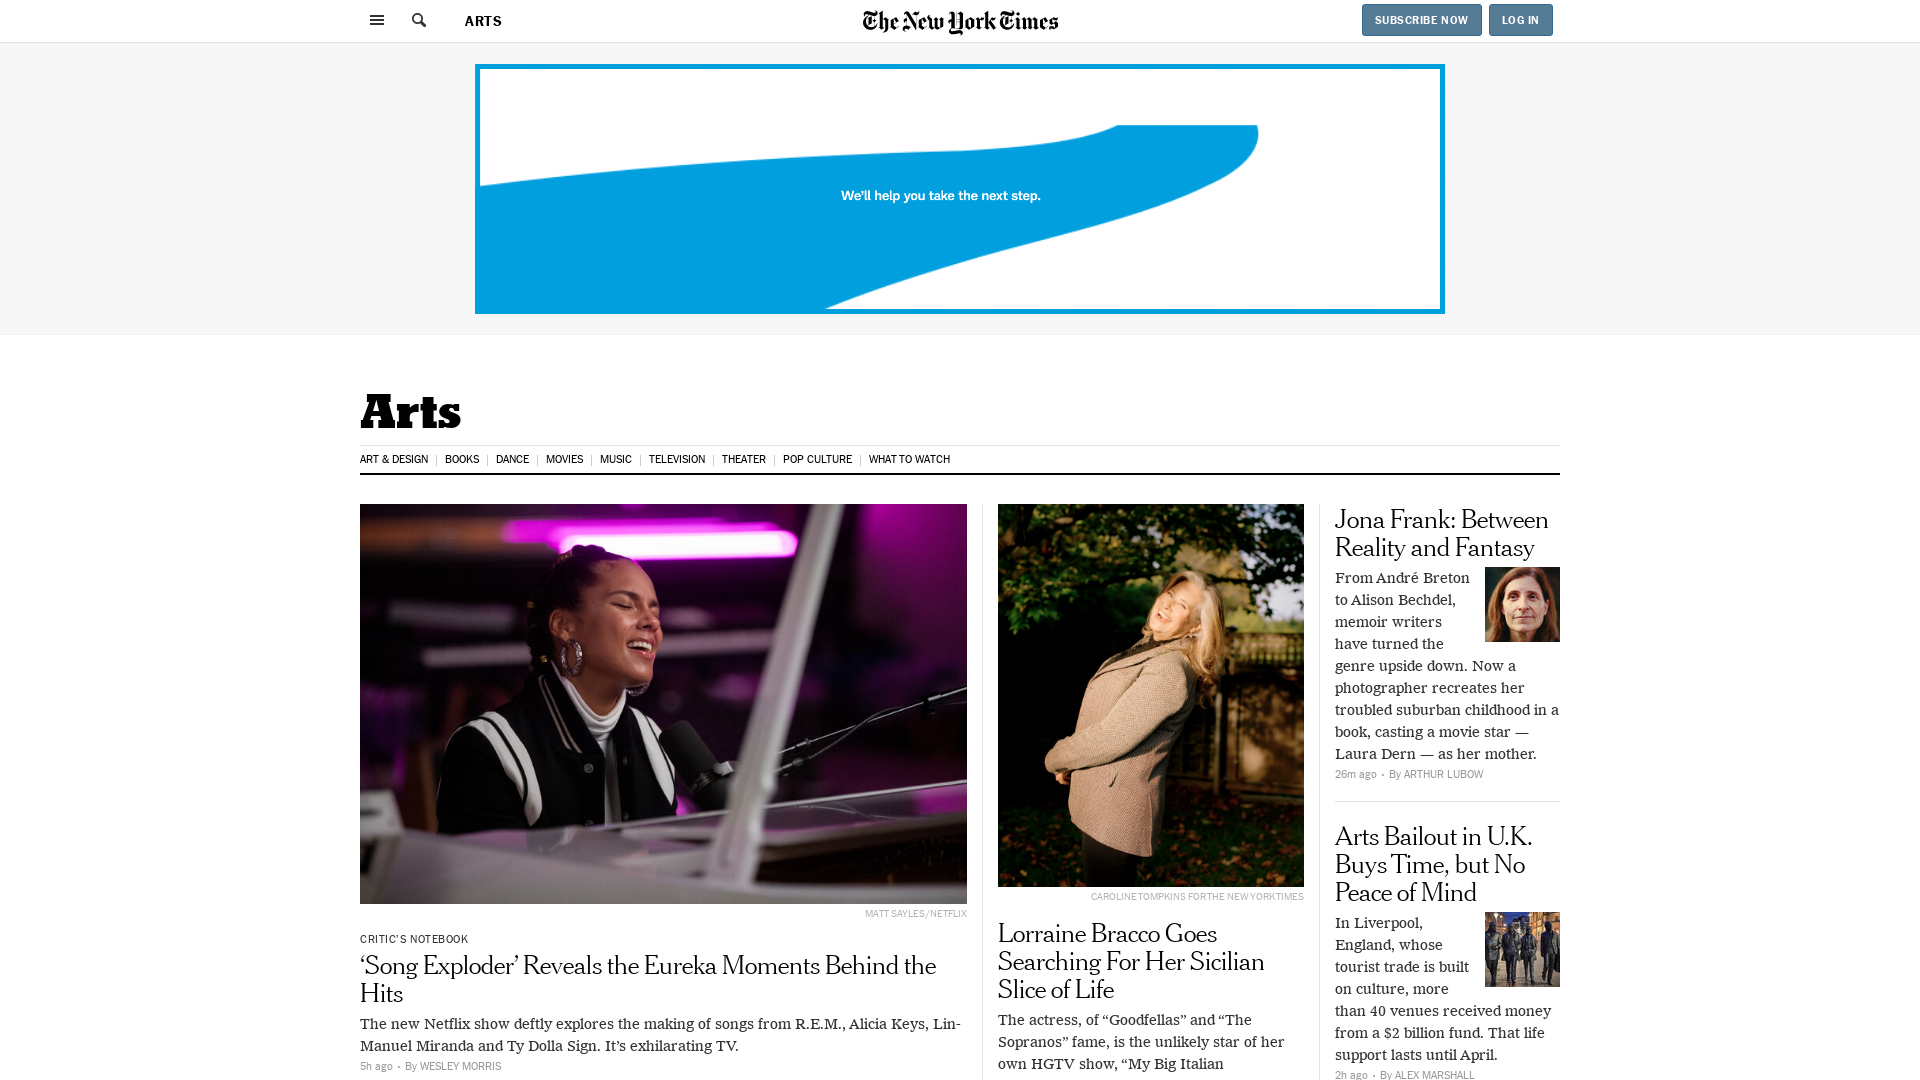 ARTS
The New York Times
SUBSCRIBE NOW
LOG IN
We'll help you take the next step.
Arts
ART & DESIGN
BOOKS
DANCE
MOVIES
MUSIC
TELEVISION
THEATER
POP CULTURE
WHAT TO WATCH
MATT SAYLES/NETFLIX
CRITIC'S NOTEBOOK
‘Song Exploder’ Reveals the Eureka Moments Behind the
Hits
The new Netflix show deftly explores the making of songs from R.E.M., Alicia Keys, Lin-
Manuel Miranda and Ty Dolla Sign. It’s exhilarating TV.
5h ago • By WESLEY MORRIS
CAROLINE TOMPKINS FOR THE NEW YORK TIMES
Lorraine Bracco Goes
Searching For Her Sicilian
Slice of Life
The actress, of “Goodfellas” and “The
Sopranos” fame, is the unlikely star of her
own HGTV show, “My Big Italian
Jona Frank: Between
Reality and Fantasy
From André Breton
to Alison Bechdel,
memoir writers
have turned the
genre upside down. Now a
photographer recreates her
troubled suburban childhood in a
book, casting a movie star —
Laura Dern — as her mother.
26m ago • By ARTHUR LUBOW
Arts Bailout in U.K.
Buys Time, but No
Peace of Mind
In Liverpool,
England, whose
tourist trade is built
on culture, more
than 40 venues received money
from a $2 billion fund. That life
support lasts until April.
2h ago • By ALEX MARSHALL